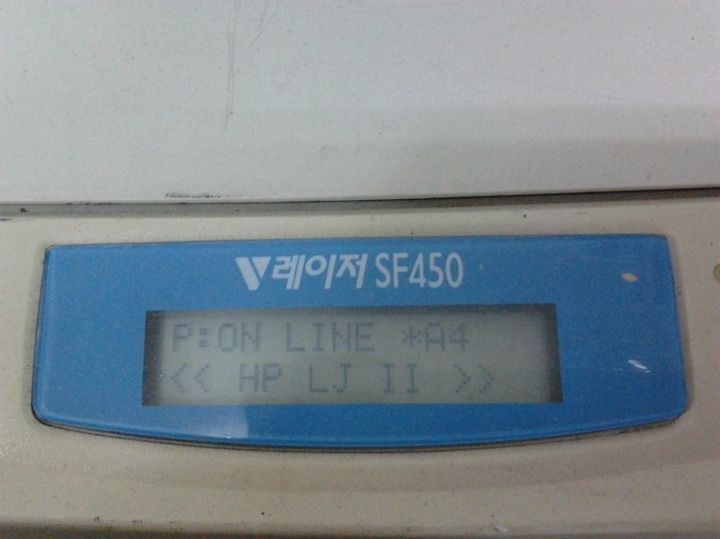 V레이저 SF450
P:ON LINE *A4
<< HP LJ II >>